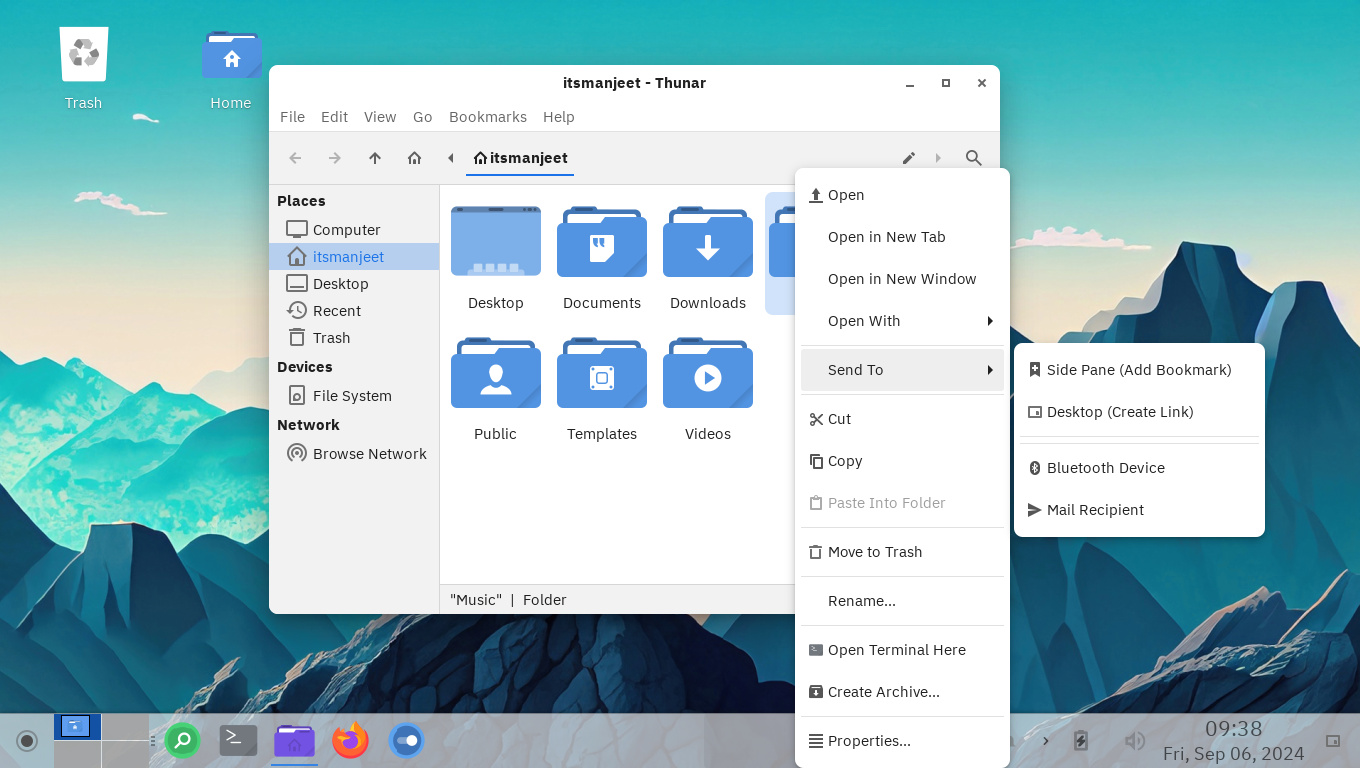 Trash
Home
itsmanjeet - Thunar
File Edit View Go Bookmarks Help
itsmanjeet
Places
Computer
itsmanjeet
Desktop
Recent
Trash
Devices
File System
Network
Browse Network
Desktop
Documents
Downloads
Public
Templates
Videos
"Music" | Folder
Open
Open in New Tab
Open in New Window
Open With
Send To
Cut
Copy
Paste Into Folder
Move to Trash
Rename...
Open Terminal Here
Create Archive...
Properties...
Side Pane (Add Bookmark)
Desktop (Create Link)
Bluetooth Device
Mail Recipient
09:38
Fri, Sep 06, 2024